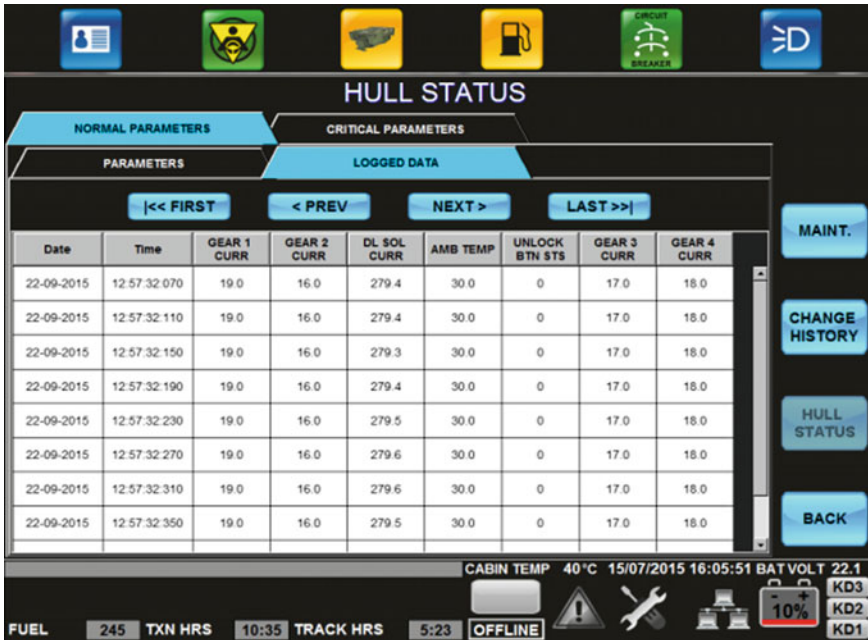 CIRCUIT
BREAKER
HULL STATUS
NORMAL PARAMETERS CRITICAL PARAMETERS
PARAMETERS LOGGED DATA
|<< FIRST < PREV NEXT > LAST >>|
Date Time GEAR 1 CURR GEAR 2 CURR DL SOL CURR AMB TEMP UNLOCK BTN STS GEAR 3 CURR GEAR 4 CURR
22-09-2015 12:57:32:070 19.0 16.0 279.4 30.0 0 17.0 18.0
22-09-2015 12:57:32:110 19.0 16.0 279.4 30.0 0 17.0 18.0
22-09-2015 12:57:32:150 19.0 16.0 279.3 30.0 0 17.0 18.0
22-09-2015 12:57:32:190 19.0 16.0 279.4 30.0 0 17.0 18.0
22-09-2015 12:57:32:230 19.0 16.0 279.5 30.0 0 17.0 18.0
22-09-2015 12:57:32:270 19.0 16.0 279.6 30.0 0 17.0 18.0
22-09-2015 12:57:32:310 19.0 16.0 279.6 30.0 0 17.0 18.0
22-09-2015 12:57:32:350 19.0 16.0 279.5 30.0 0 17.0 18.0
MAINT.
CHANGE
HISTORY
HULL
STATUS
BACK
CABIN TEMP 40°C 15/07/2015 16:05:51 BAT VOLT 22.1
- +
10%
KD3
KD2
KD1
FUEL 245 TXN HRS 10:35 TRACK HRS 5:23 OFFLINE